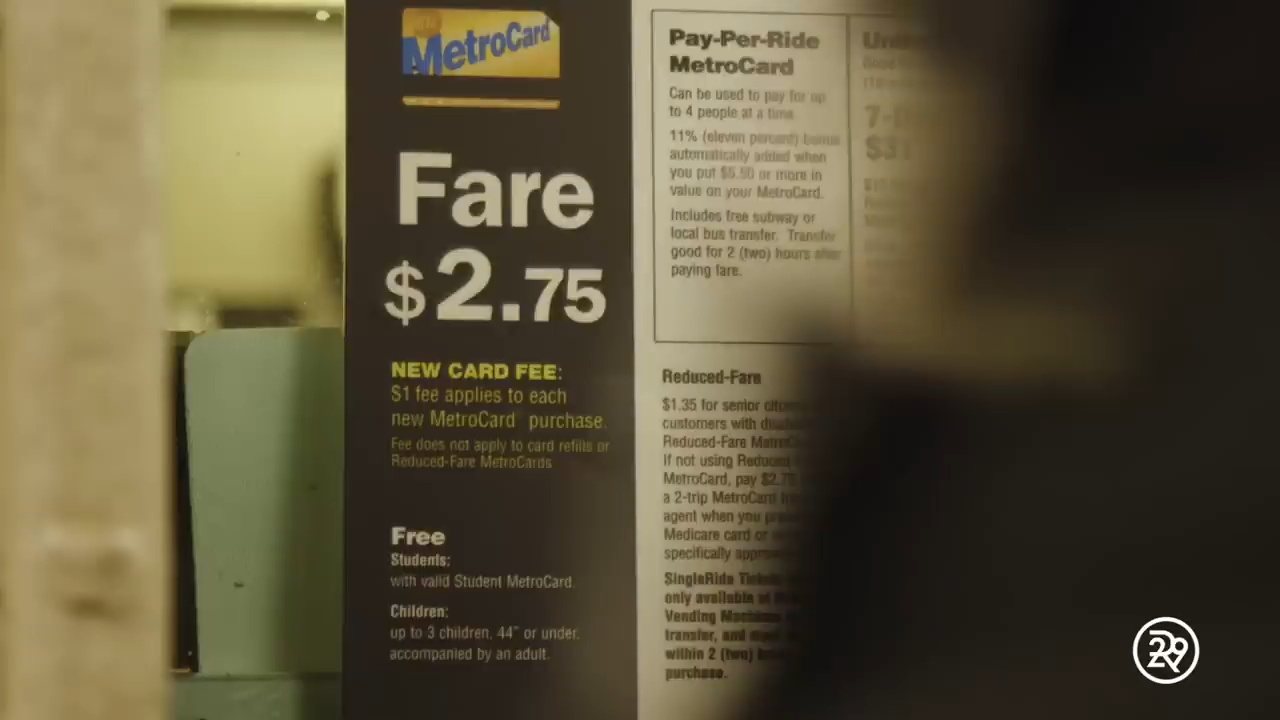 MetroCard
Fare
$2.75
NEW CARD FEE:
$1 fee applies to each
new MetroCard purchase.
Fee does not apply to card refills or
Reduced-Fare MetroCards
Free
Students:
with valid Student MetroCard.
Children:
up to 3 children, 44" or under,
accompanied by an adult.
Pay-Per-Ride
MetroCard
Can be used to pay for up
to 4 people at a time.
11% (eleven percent) bonus
automatically added when
you put $5.50 or more in
value on your MetroCard.
Includes free subway or
local bus transfer. Transfer
good for 2 (two) hours after
paying fare.
$31
Reduced-Fare
$1.35 for senior
customers with
Reduced-Fare
If not using Reduced
MetroCard, pay $2.75
a 2-trip MetroCard
agent when you
Medicare card or
specifically
SingleRide
only available at
Vending
transfer, and
within 2 (two)
purchase.
29